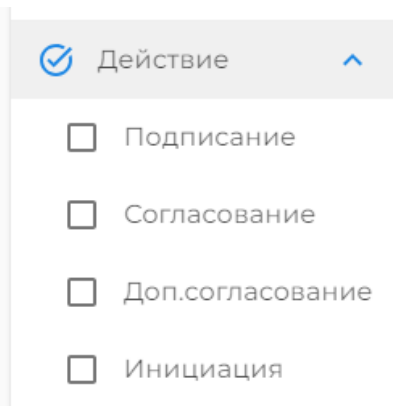 Действие
Подписание
Согласование
Доп.согласование
Инициация